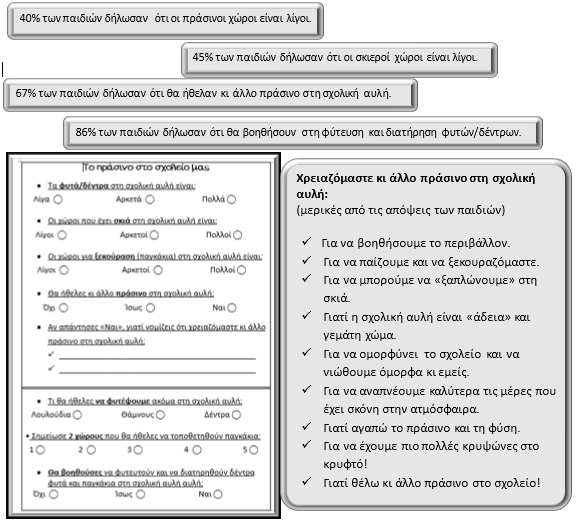 40% των παιδιών δήλωσαν ότι οι πράσινοι χώροι είναι λίγοι.
45% των παιδιών δήλωσαν ότι οι σκιεροί χώροι είναι λίγοι.
67% των παιδιών δήλωσαν ότι θα ήθελαν κι άλλο πράσινο στη σχολική αυλή.
86% των παιδιών δήλωσαν ότι θα βοηθήσουν στη φύτευση και διατήρηση φυτών/δέντρων.
Το πράσινο στο σχολείο μας
• Τα φυτά/δέντρα στη σχολική αυλή είναι:
Λίγα Αρκετά Πολλά
• Οι χώροι που έχει σκιά στη σχολική αυλή είναι:
Λίγοι Αρκετοί Πολλοί
• Οι χώροι για ξεκούραση (παγκάκια) στη σχολική αυλή είναι:
Λίγοι Αρκετοί Πολλοί
• Θα ήθελες κι άλλο πράσινο στη σχολική αυλή;
Όχι Ίσως Ναι
• Αν απάντησες «Ναι», γιατί νομίζεις ότι χρειαζόμαστε κι άλλο
πράσινο στη σχολική αυλή;
✓
✓
• Τι θα ήθελες να φυτέψουμε ακόμα στη σχολική αυλή;
Λουλούδια Θάμνους Δέντρα
• Σημείωσε 2 χώρους που θα ήθελες να τοποθετηθούν παγκάκια:
1 2 3 4 5
• Θα βοηθούσες να φυτευτούν και να διατηρηθούν δέντρα
φυτά και παγκάκια στη σχολική αυλή αυλή;
Όχι Ίσως Ναι
Χρειαζόμαστε κι άλλο πράσινο στη σχολική
αυλή:
(μερικές από τις απόψεις των παιδιών)
✓ Για να βοηθήσουμε το περιβάλλον.
✓ Για να παίζουμε και να ξεκουραζόμαστε.
✓ Για να μπορούμε να «ξαπλώνουμε» στη
σκιά.
✓ Γιατί η σχολική αυλή είναι «άδεια» και
γεμάτη χώμα.
✓ Για να ομορφύνει το σχολείο και να
νιώθουμε όμορφα κι εμείς.
✓ Για να αναπνέουμε καλύτερα τις μέρες που
έχει σκόνη στην ατμόσφαιρα.
✓ Γιατί αγαπώ το πράσινο και τη φύση.
✓ Για να έχουμε πιο πολλές κρυψώνες στο
κρυφτό!
✓ Γιατί θέλω κι άλλο πράσινο στο σχολείο!